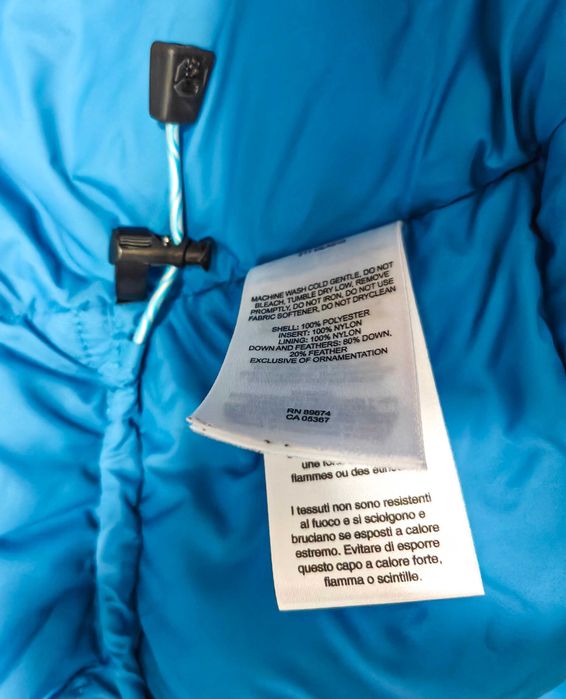 MACHINE WASH COLD GENTLE, DO NOT
BLEACH, TUMBLE DRY LOW, REMOVE
PROMPTLY, DO NOT IRON, DO NOT USE
FABRIC SOFTENER, DO NOT DRYCLEAN
SHELL: 100% POLYESTER
INSERT: 100% NYLON
LINING: 100% NYLON
DOWN AND FEATHERS: 80% DOWN.
20% FEATHER
EXCLUSIVE OF ORNAMENTATION
RN 89674
CA 05367
une
flammes ou des
I tessuti non sono resistenti
al fuoco e si sciolgono e
bruciano se esposti a calore
estremo. Evitare di esporre
questo capo a calore forte,
fiamma o scintille.